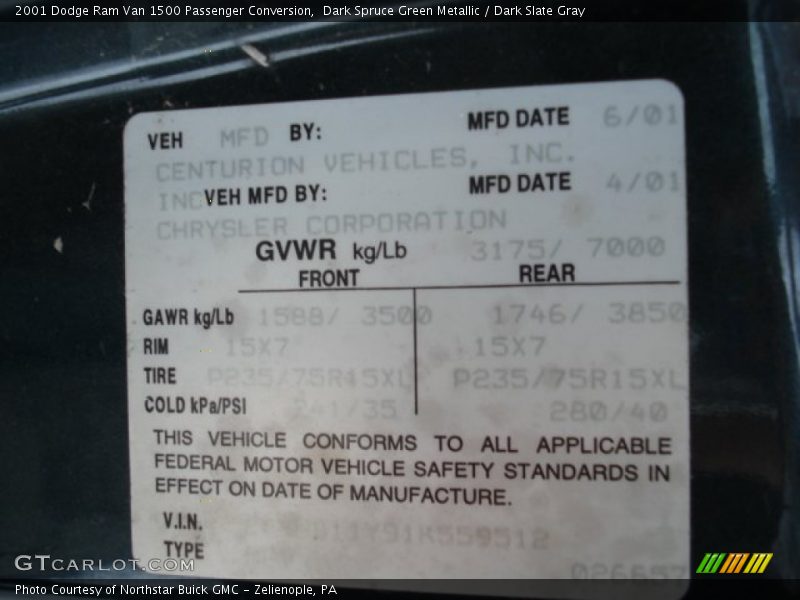 2001 Dodge Ram Van 1500 Passenger Conversion, Dark Spruce Green Metallic / Dark Slate Gray
VEH MFD BY: MFD DATE 6/01
CENTURION VEHICLES, INC.
INC VEH MFD BY: MFD DATE 4/01
CHRYSLER CORPORATION
GVWR kg/Lb 3175/ 7000
FRONT REAR
GAWR kg/Lb 1588/ 3500 1746/ 3850
RIM 15X7 15X7
TIRE P235/75R15XL P235/75R15XL
COLD kPa/PSI 241/35 280/40
THIS VEHICLE CONFORMS TO ALL APPLICABLE
FEDERAL MOTOR VEHICLE SAFETY STANDARDS IN
EFFECT ON DATE OF MANUFACTURE.
V.I.N.
TYPE
GTCARLOT.COM
Photo Courtesy of Northstar Buick GMC - Zelienople, PA